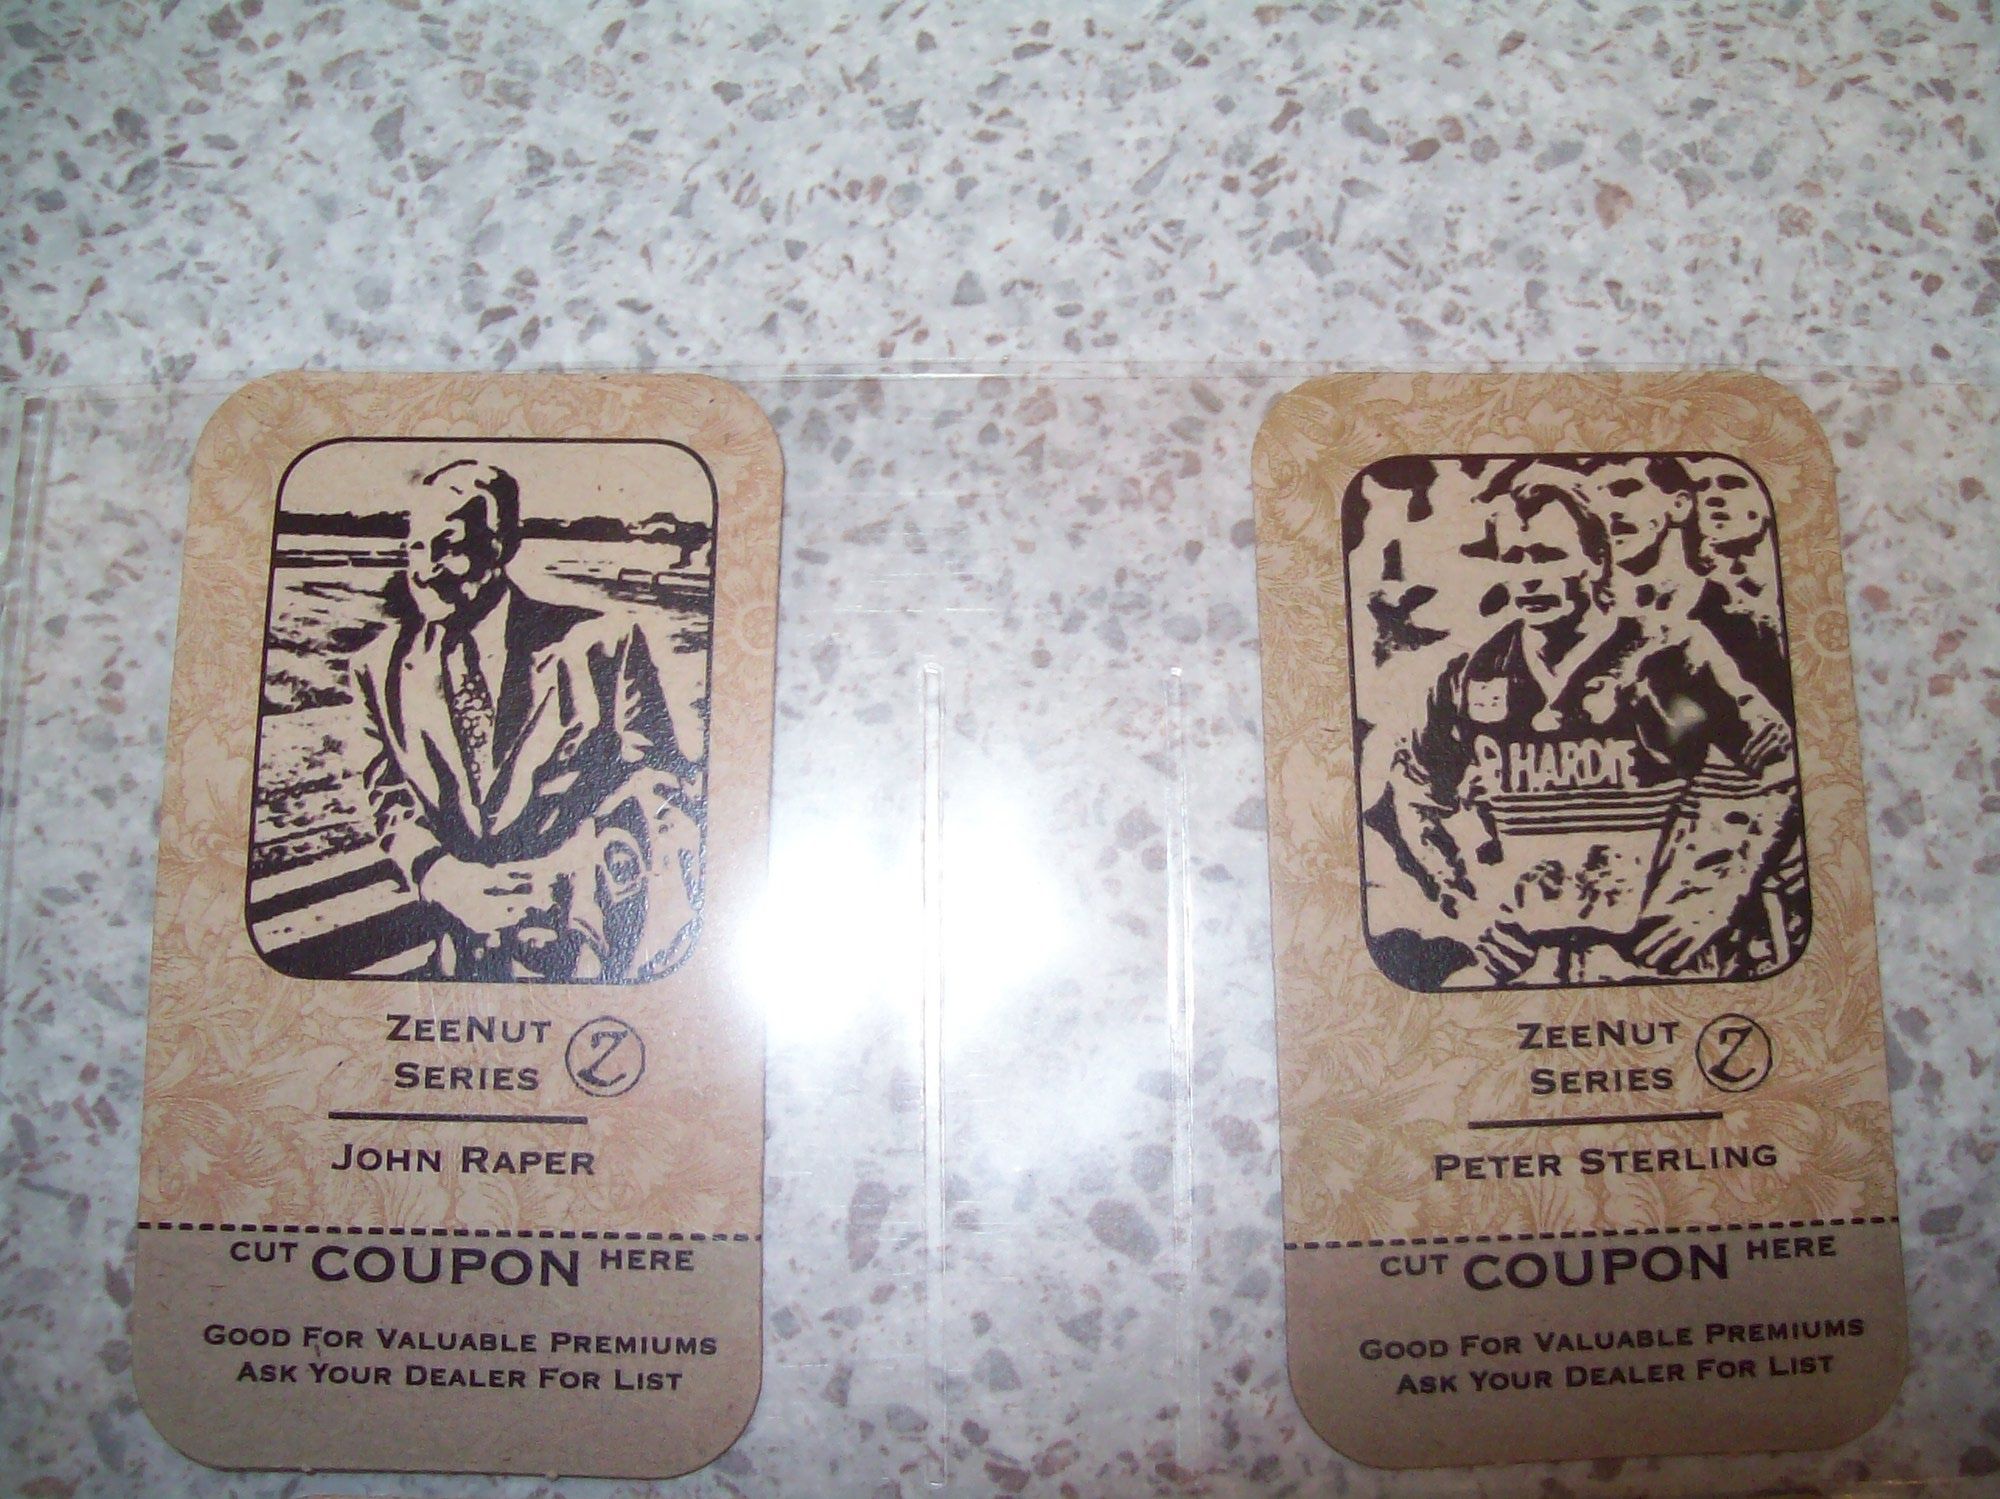 ZEENUT
SERIES
Z
JOHN RAPER
CUT COUPON HERE
GOOD FOR VALUABLE PREMIUMS
ASK YOUR DEALER FOR LIST
HARDIE
ZEENUT
SERIES
Z
PETER STERLING
CUT COUPON HERE
GOOD FOR VALUABLE PREMIUMS
ASK YOUR DEALER FOR LIST